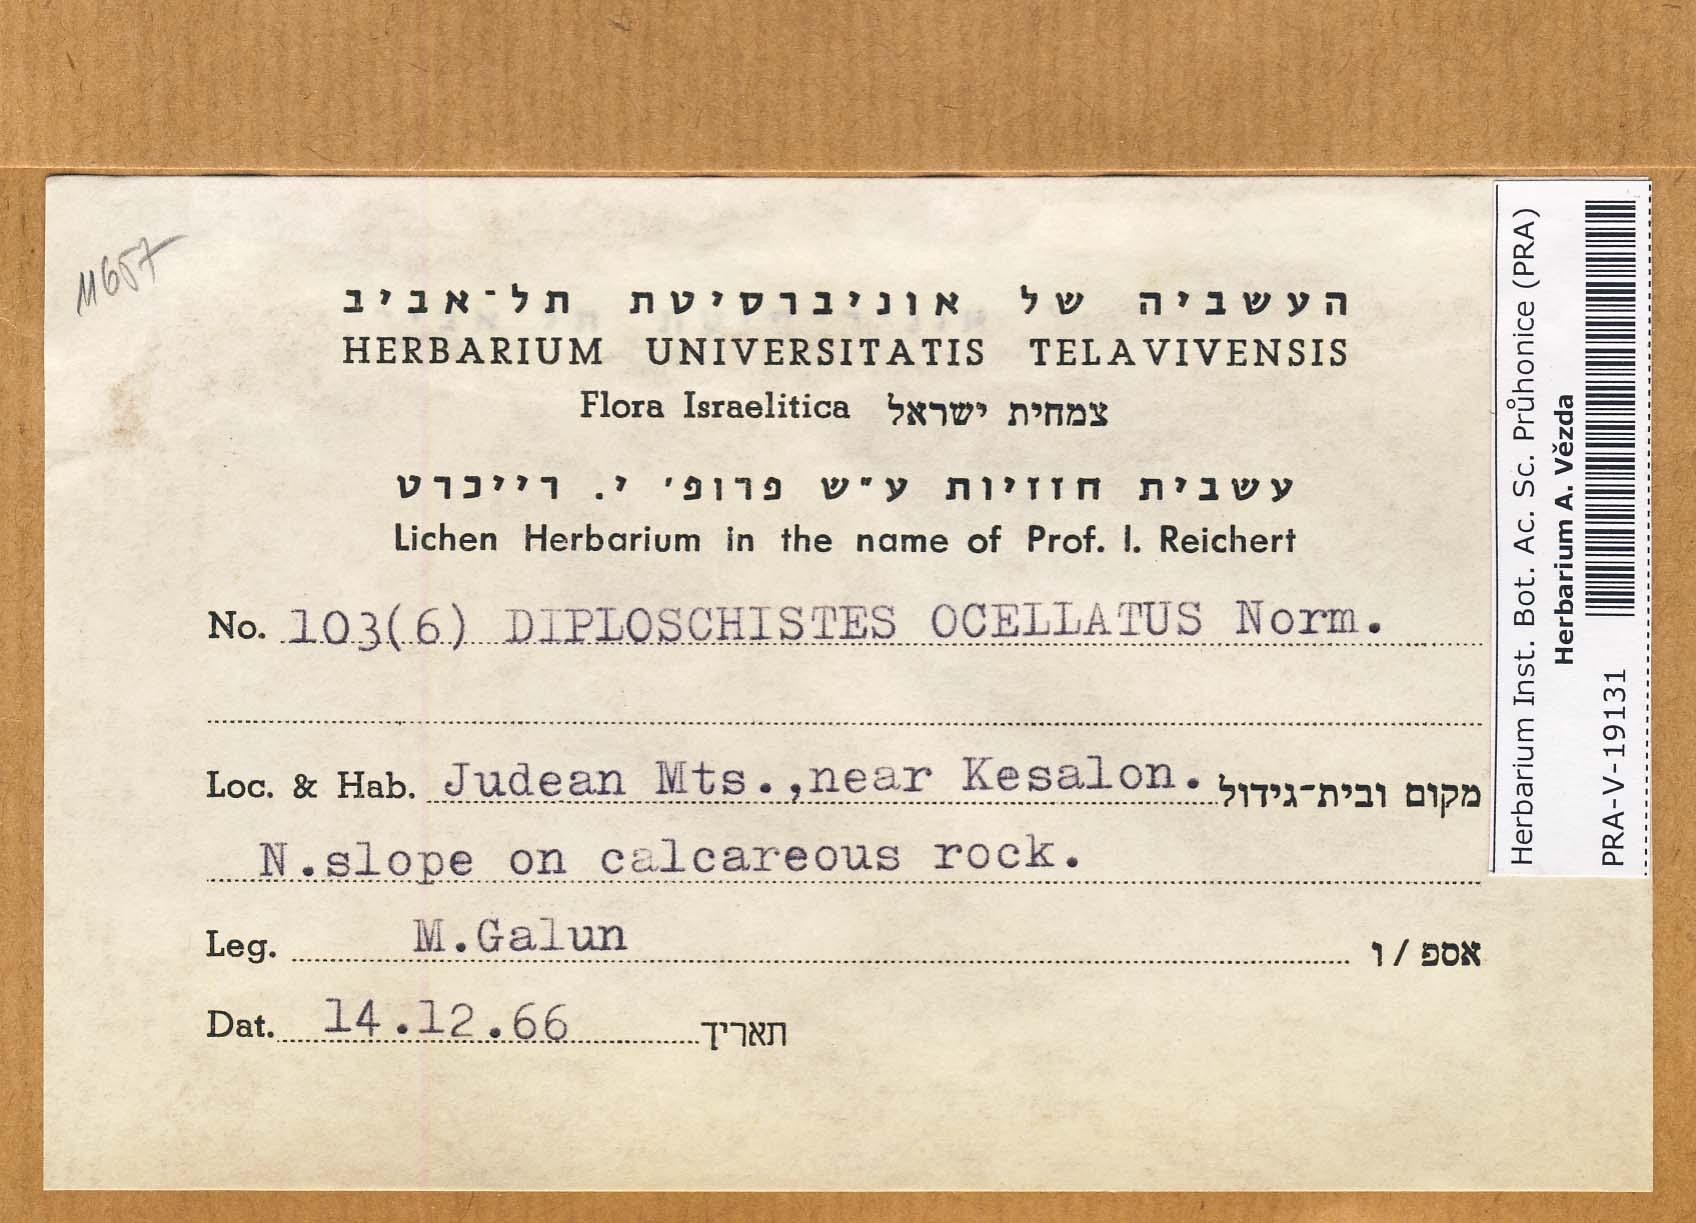 11657
העשביה של אוניברסיטת תל־אביב
HERBARIUM UNIVERSITATIS TELAVIVENSIS
Flora Israelitica צמחית ישראל
עשבית חזזיות ע"ש פרופ' י. רייכרט
Lichen Herbarium in the name of Prof. I. Reichert
No. 103(6) DIPLOSCHISTES OCELLATUS Norm.
Loc. & Hab. Judean Mts.,near Kesalon. מקום ובית-גידול
N.slope on calcareous rock.
Leg. M.Galun אספ/ו
Dat. 14.12.66 תאריך
Herbarium Inst. Bot. Ac. Sc. Průhonice (PRA)
Herbarium A. Vězda
PRA-V-19131